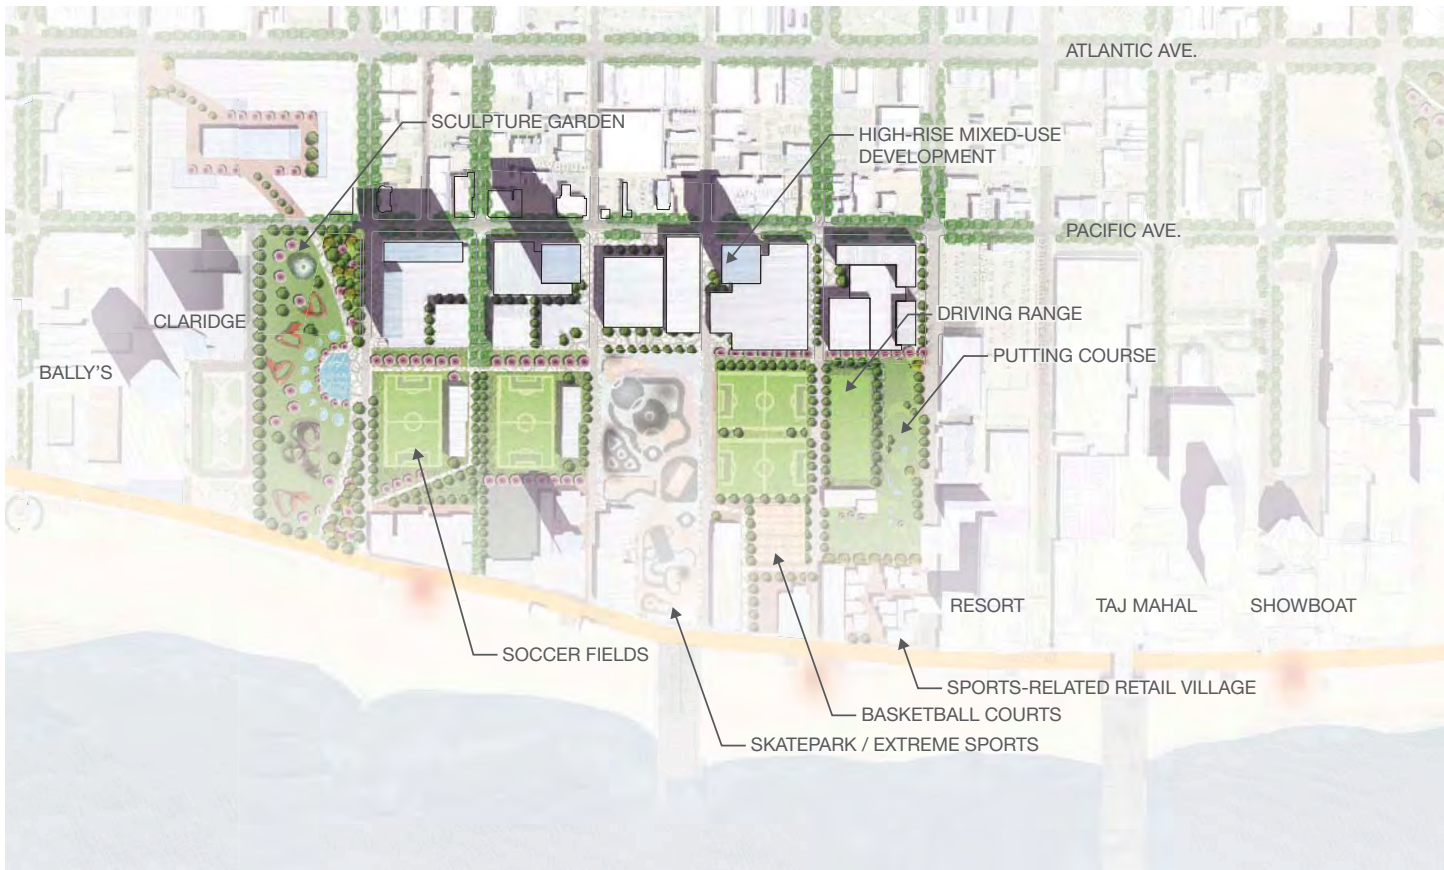 ATLANTIC AVE.
SCULPTURE GARDEN
HIGH-RISE MIXED-USE
DEVELOPMENT
PACIFIC AVE.
DRIVING RANGE
CLARIDGE
PUTTING COURSE
BALLY’S
RESORT
TAJ MAHAL
SHOWBOAT
SOCCER FIELDS
SPORTS-RELATED RETAIL VILLAGE
BASKETBALL COURTS
SKATEPARK / EXTREME SPORTS